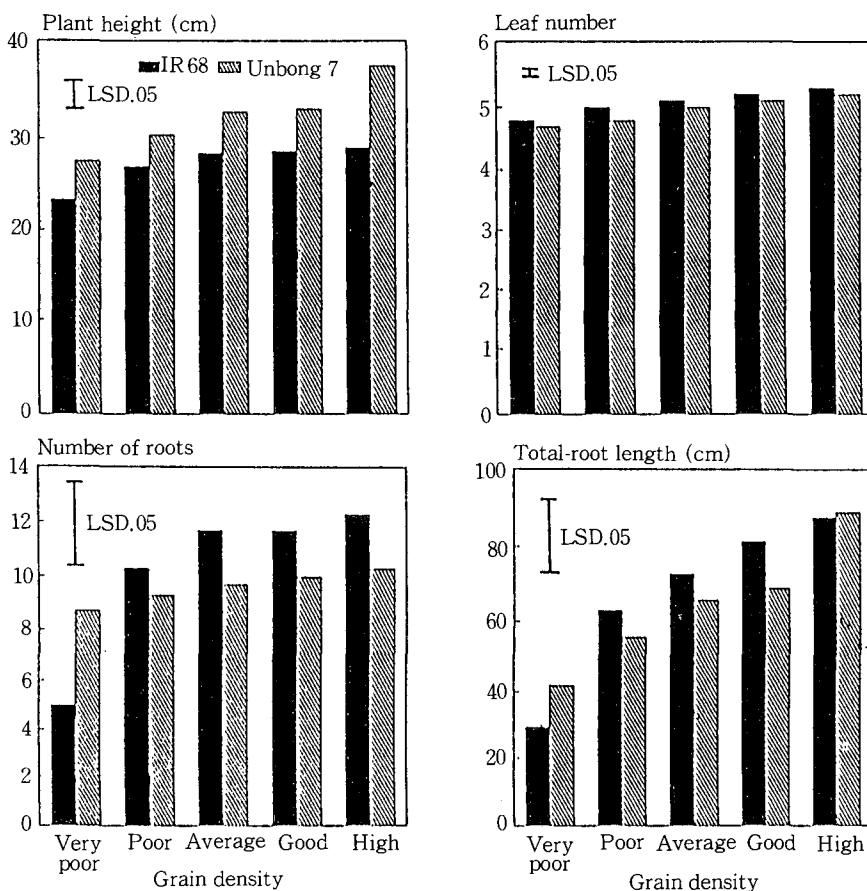 Plant height (cm)
40
30
20
10
0
IR 68 Unbong 7
LSD.05
Leaf number
6
5
4
3
2
1
0
LSD.05
Number of roots
14
12
10
8
6
4
2
0
LSD.05
Very poor
Poor
Average
Good
High
Grain density
Total-root length (cm)
100
80
60
40
20
0
LSD.05
Very poor
Poor
Average
Good
High
Grain density